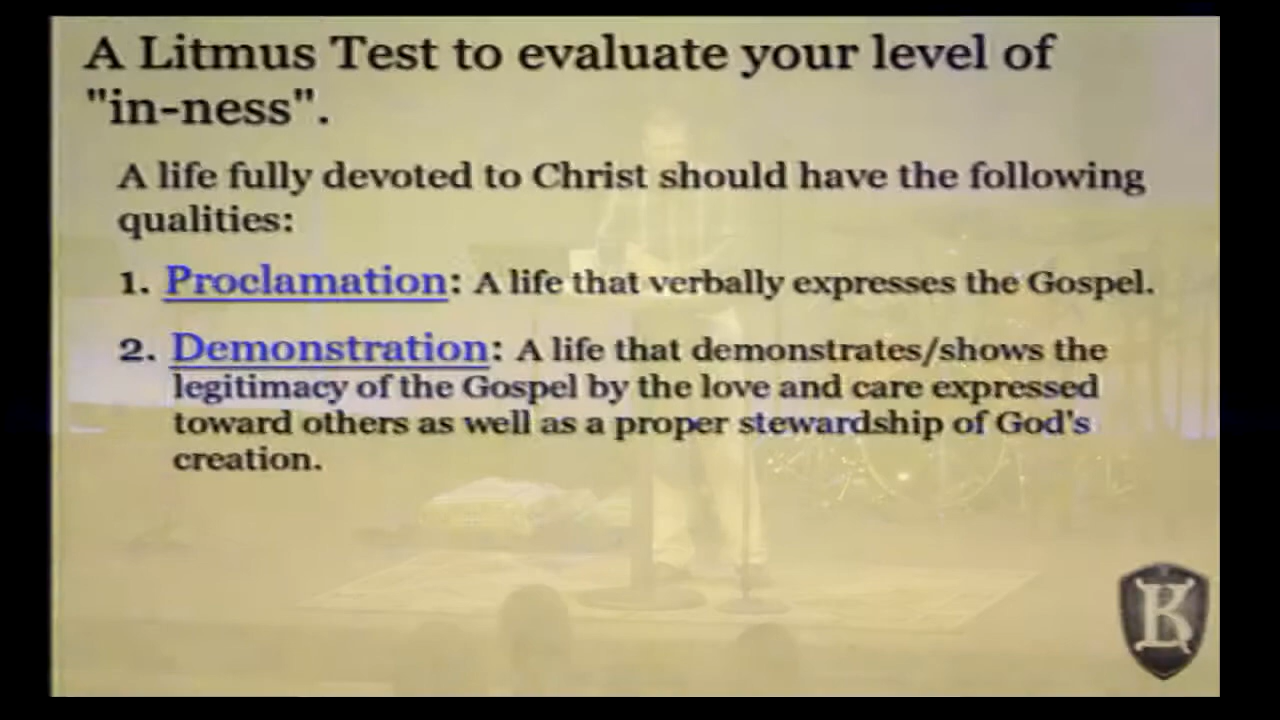 A Litmus Test to evaluate your level of
"in-ness".
A life fully devoted to Christ should have the following
qualities:
1. Proclamation: A life that verbally expresses the Gospel.
2. Demonstration: A life that demonstrates/shows the
legitimacy of the Gospel by the love and care expressed
toward others as well as a proper stewardship of God's
creation.
K